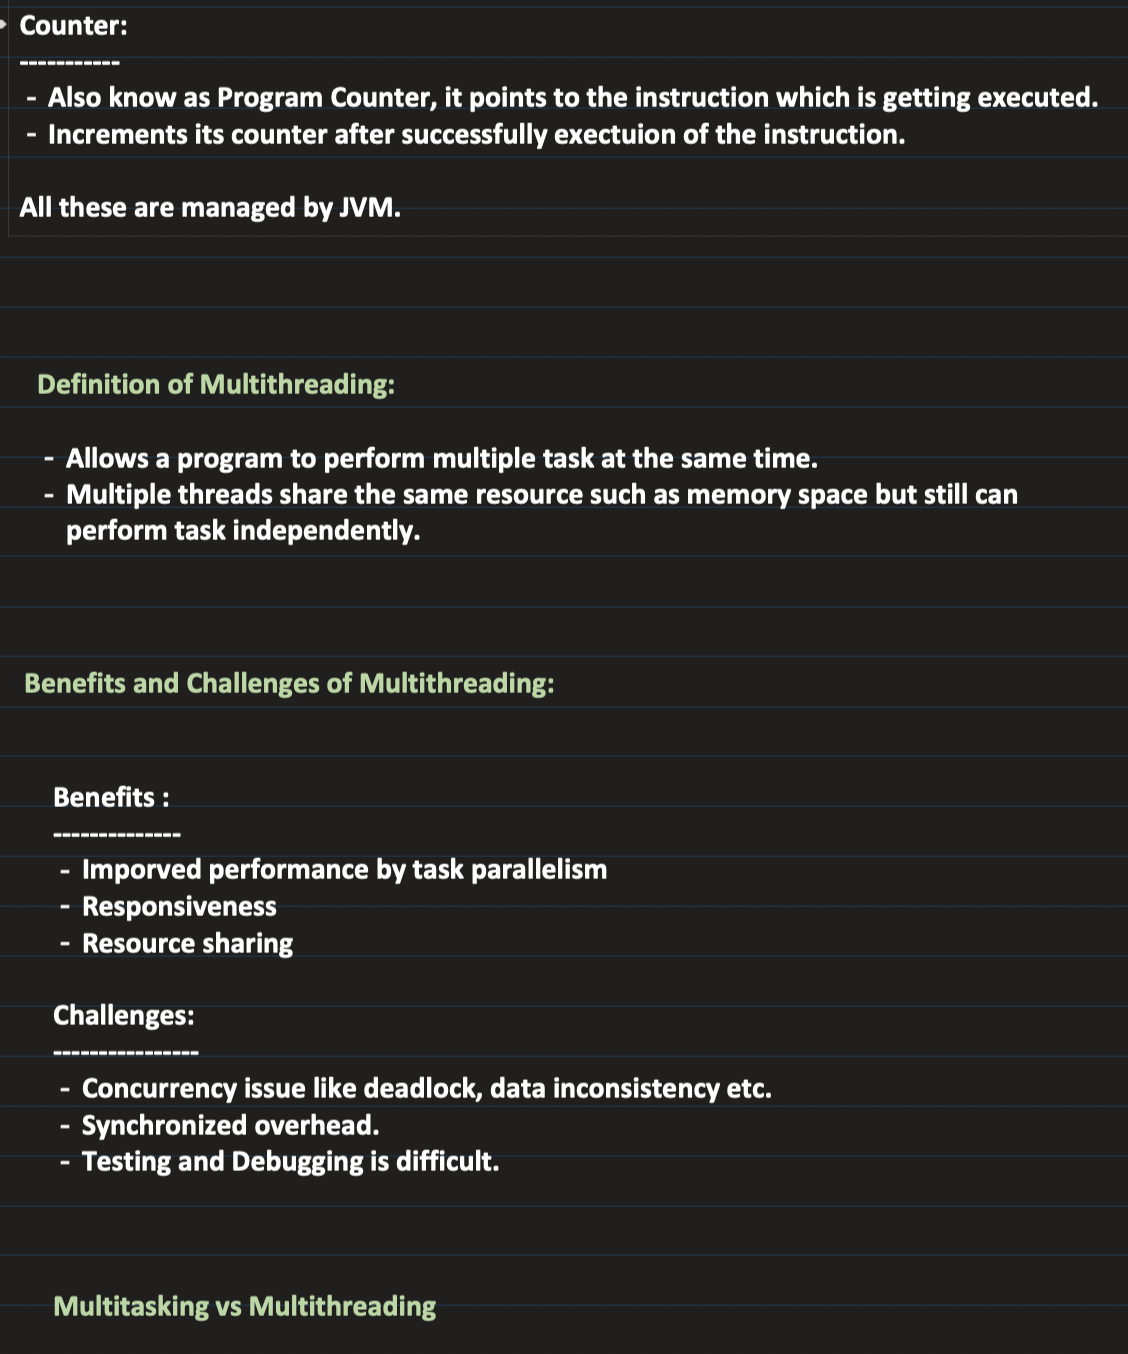 Counter:
-----------
- Also know as Program Counter, it points to the instruction which is getting executed.
- Increments its counter after successfully exectuion of the instruction.
All these are managed by JVM.
Definition of Multithreading:
- Allows a program to perform multiple task at the same time.
- Multiple threads share the same resource such as memory space but still can
perform task independently.
Benefits and Challenges of Multithreading:
Benefits :
--------------
- Imporved performance by task parallelism
- Responsiveness
- Resource sharing
Challenges:
----------------
- Concurrency issue like deadlock, data inconsistency etc.
- Synchronized overhead.
- Testing and Debugging is difficult.
Multitasking vs Multithreading